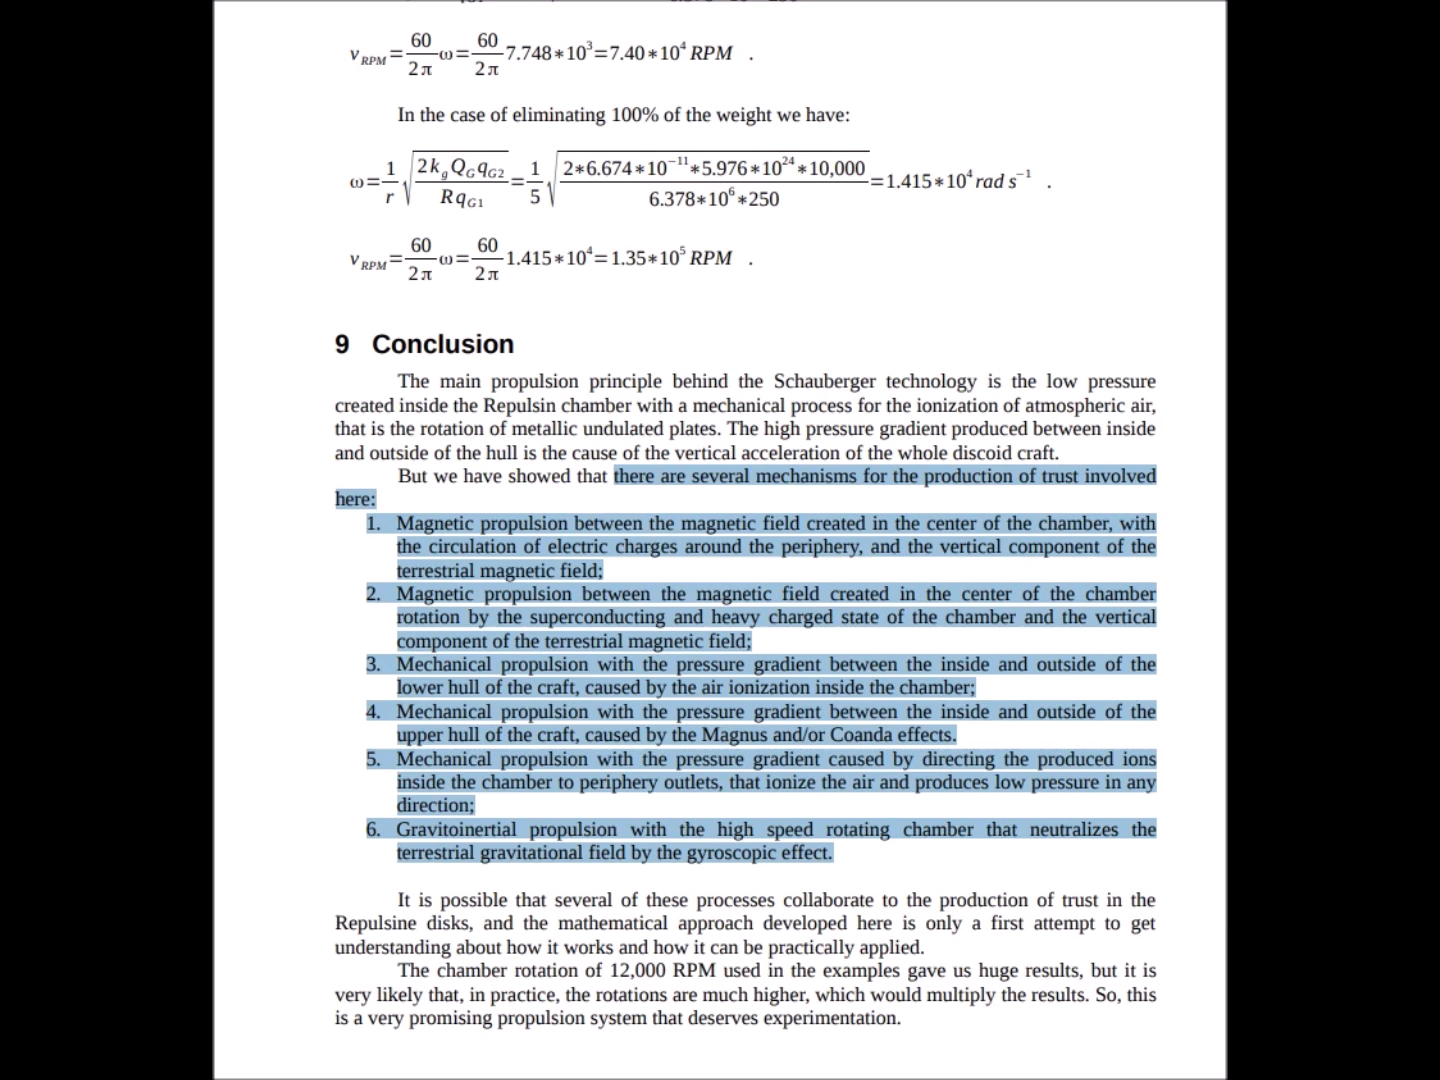 v RPM = 60/2π ω = 60/2π 7.748∗10^3 = 7.40∗10^4 RPM .
In the case of eliminating 100% of the weight we have:
ω = 1/r √(2 k_g Q_G q_G2 / R q_G1) = 1/5 √(2∗6.674∗10^−11∗5.976∗10^24∗10,000 / 6.378∗10^6∗250) = 1.415∗10^4 rad s^−1 .
v RPM = 60/2π ω = 60/2π 1.415∗10^4 = 1.35∗10^5 RPM .
9 Conclusion
The main propulsion principle behind the Schauberger technology is the low pressure
created inside the Repulsin chamber with a mechanical process for the ionization of atmospheric air,
that is the rotation of metallic undulated plates. The high pressure gradient produced between inside
and outside of the hull is the cause of the vertical acceleration of the whole discoid craft.
But we have showed that there are several mechanisms for the production of trust involved
here:
1. Magnetic propulsion between the magnetic field created in the center of the chamber, with
the circulation of electric charges around the periphery, and the vertical component of the
terrestrial magnetic field;
2. Magnetic propulsion between the magnetic field created in the center of the chamber
rotation by the superconducting and heavy charged state of the chamber and the vertical
component of the terrestrial magnetic field;
3. Mechanical propulsion with the pressure gradient between the inside and outside of the
lower hull of the craft, caused by the air ionization inside the chamber;
4. Mechanical propulsion with the pressure gradient between the inside and outside of the
upper hull of the craft, caused by the Magnus and/or Coanda effects.
5. Mechanical propulsion with the pressure gradient caused by directing the produced ions
inside the chamber to periphery outlets, that ionize the air and produces low pressure in any
direction;
6. Gravitoinertial propulsion with the high speed rotating chamber that neutralizes the
terrestrial gravitational field by the gyroscopic effect.
It is possible that several of these processes collaborate to the production of trust in the
Repulsine disks, and the mathematical approach developed here is only a first attempt to get
understanding about how it works and how it can be practically applied.
The chamber rotation of 12,000 RPM used in the examples gave us huge results, but it is
very likely that, in practice, the rotations are much higher, which would multiply the results. So, this
is a very promising propulsion system that deserves experimentation.